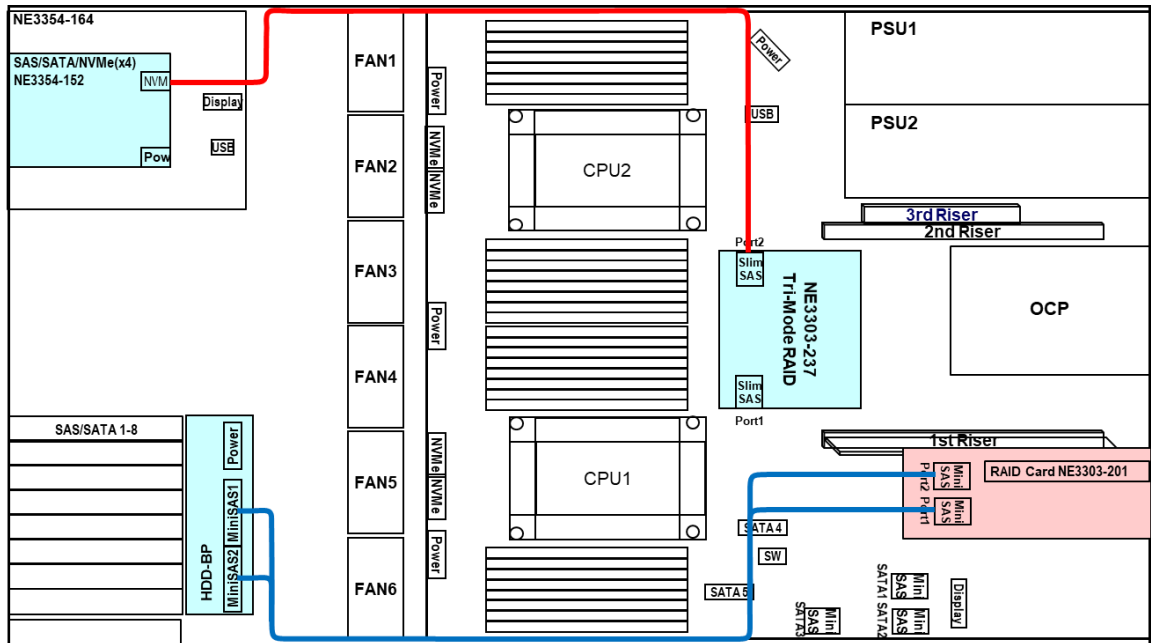 NE3354-164
SAS/SATA/NVMe(x4)
NE3354-152
NVM
Pow
Display
USB
FAN1
FAN2
FAN3
FAN4
FAN5
FAN6
Power
NVMe
NVMe
Power
NVMe
NVMe
Power
CPU2
CPU1
Power
USB
PSU1
PSU2
3rd Riser
2nd Riser
OCP
Port2
Slim
SAS
NE3303-237
Tri-Mode RAID
Slim
SAS
Port1
1st Riser
RAID Card NE3303-201
Port2
Mini
SAS
Port1
Mini
SAS
SAS/SATA 1-8
HDD-BP
Power
MiniSAS1
MiniSAS2
SATA4
SW
SATA5
SATA1
Mini
SAS
SATA2
Mini
SAS
SATA3
Mini
SAS
Display